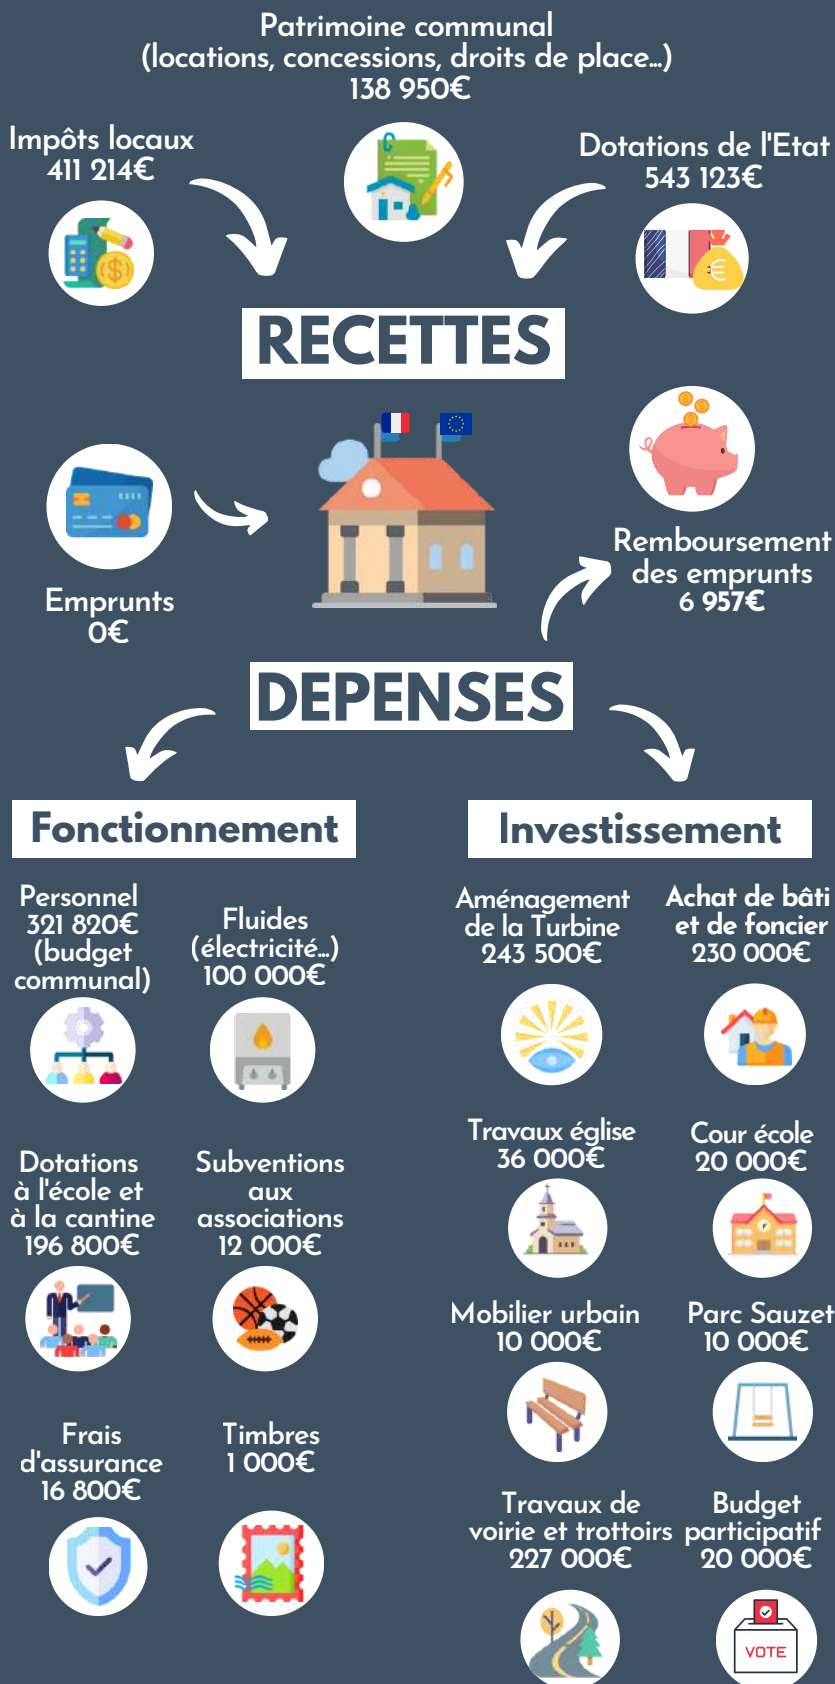 Patrimoine communal
(locations, concessions, droits de place...)
138 950€
Impôts locaux
411 214€
Dotations de l'Etat
543 123€
RECETTES
Emprunts
0€
Remboursement
des emprunts
6 957€
DEPENSES
Fonctionnement
Personnel
321 820€
(budget
communal)
Fluides
(électricité...)
100 000€
Dotations
à l'école et
à la cantine
196 800€
Subventions
aux
associations
12 000€
Frais
d'assurance
16 800€
Timbres
1 000€
Investissement
Aménagement
de la Turbine
243 500€
Achat de bâti
et de foncier
230 000€
Travaux église
36 000€
Cour école
20 000€
Mobilier urbain
10 000€
Parc Sauzet
10 000€
Travaux de
voirie et trottoirs
227 000€
Budget
participatif
20 000€
VOTE